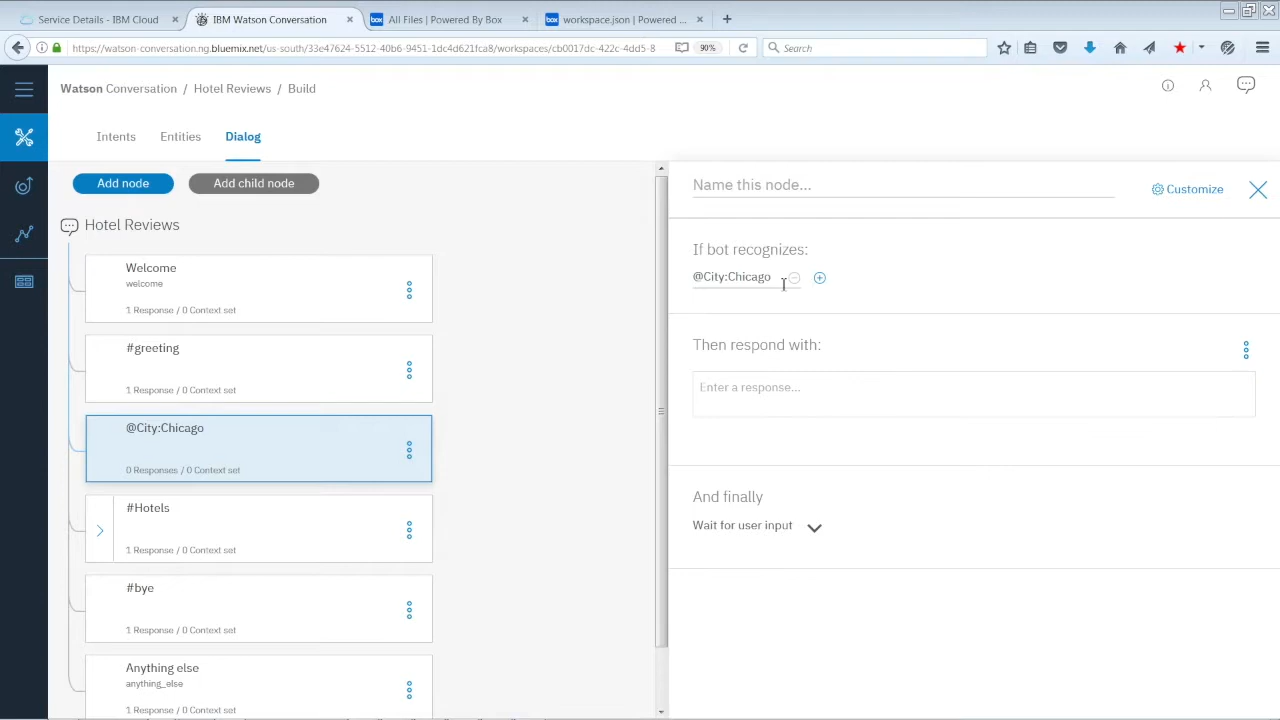 Service Details - IBM Cloud
IBM Watson Conversation
box All Files | Powered By Box
box workspace.json | Powered ...
https://watson-conversation.ng.bluemix.net/us-south/33e47624-5512-40b6-9451-1dc4d621fca8/workspaces/cb0017dc-422c-4dd5-8
90%
Search
Watson Conversation / Hotel Reviews / Build
Intents Entities Dialog
Add node Add child node
Hotel Reviews
Welcome
welcome
1 Response / 0 Context set
#greeting
1 Response / 0 Context set
@City:Chicago
0 Responses / 0 Context set
#Hotels
1 Response / 0 Context set
#bye
1 Response / 0 Context set
Anything else
anything_else
1 Response / 0 Context set
Name this node...
Customize
If bot recognizes:
@City:Chicago
Then respond with:
Enter a response...
And finally
Wait for user input